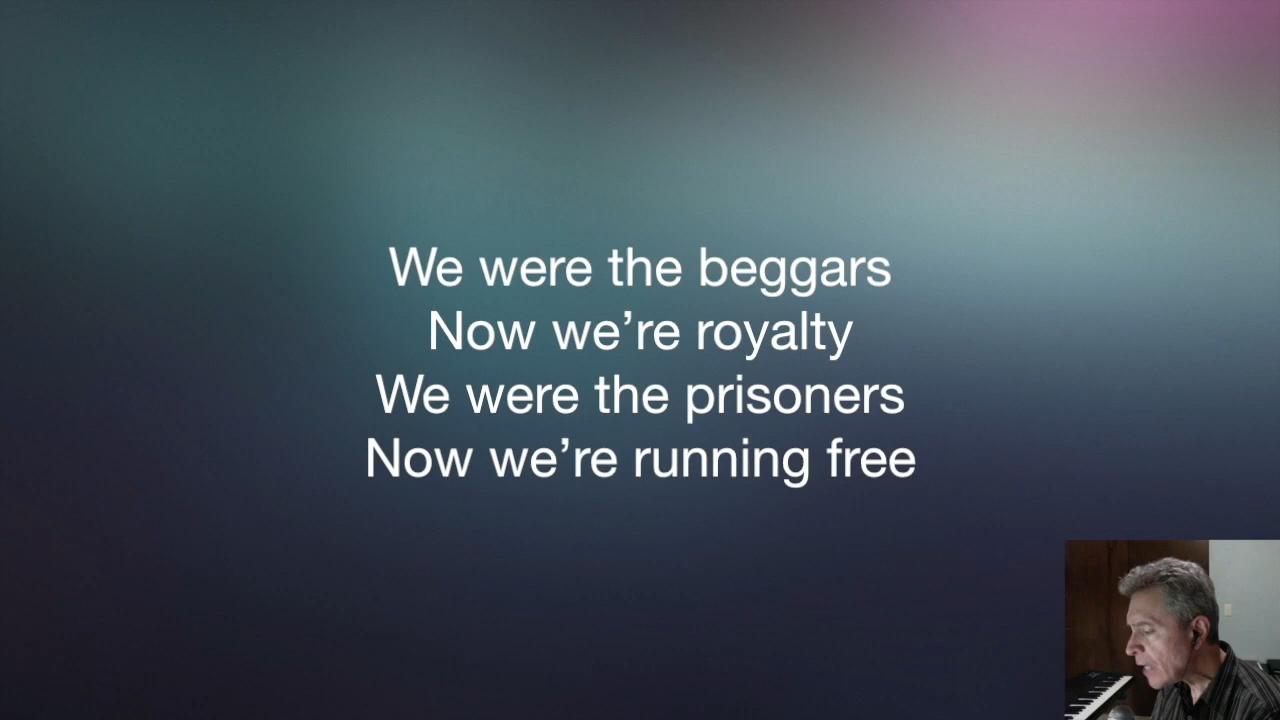 We were the beggars
Now we’re royalty
We were the prisoners
Now we’re running free